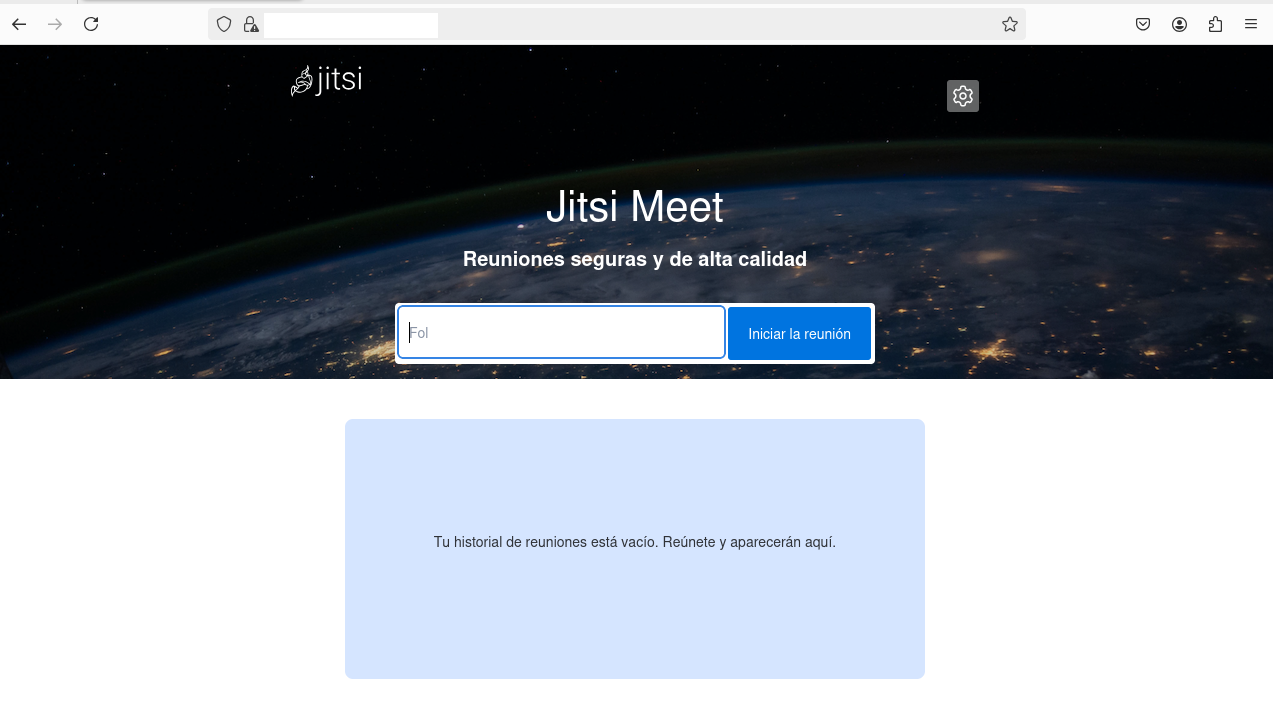 jitsi
Jitsi Meet
Reuniones seguras y de alta calidad
Fol
Iniciar la reunión
Tu historial de reuniones está vacío. Reúnete y aparecerán aquí.